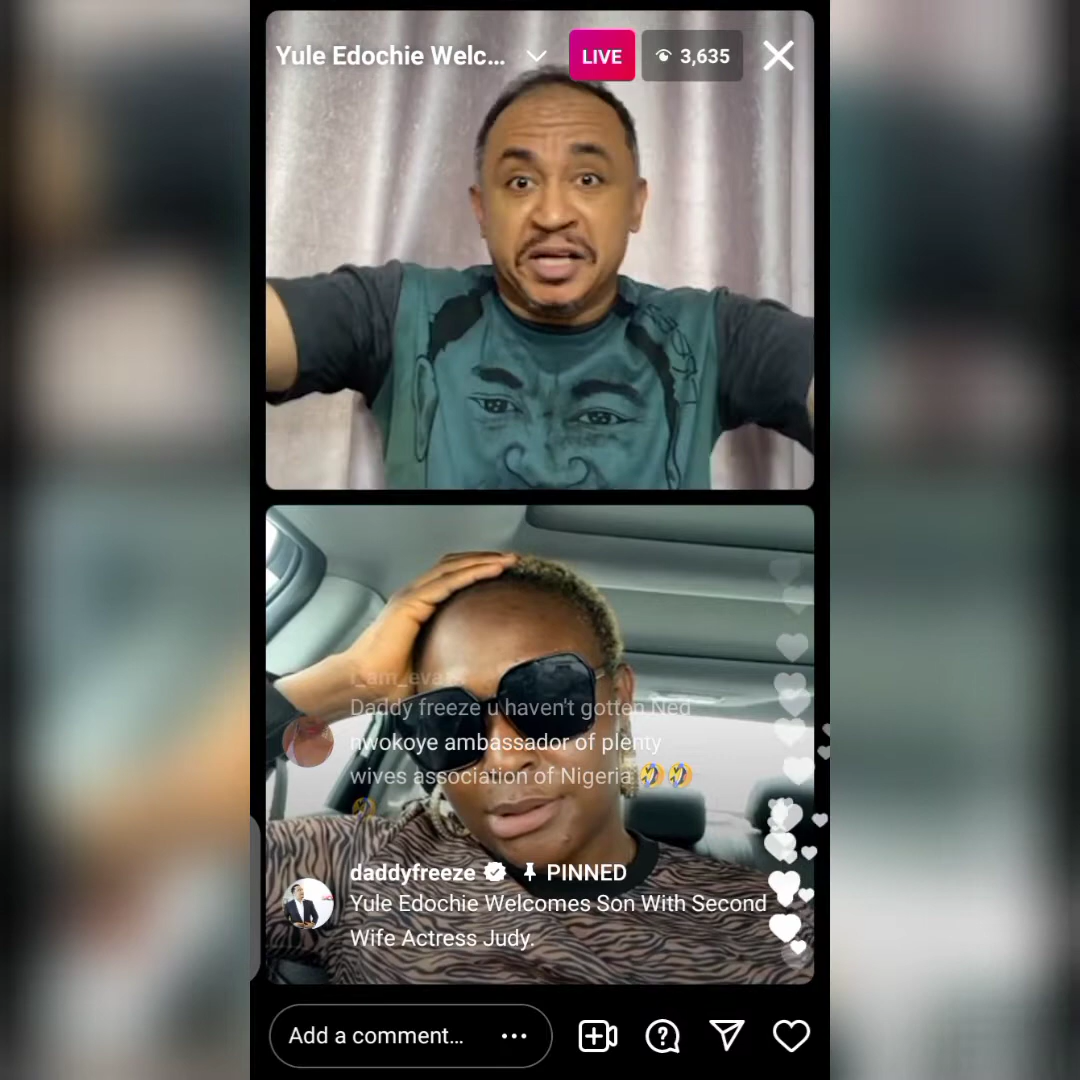 Yule Edochie Welc...
LIVE
3,635
i_am_eva
Daddy freeze u haven't gotten Ned
nwokoye ambassador of plenty
wives association of Nigeria 🤣🤣
🤣
daddyfreeze PINNED
Yule Edochie Welcomes Son With Second
Wife Actress Judy.
Add a comment...